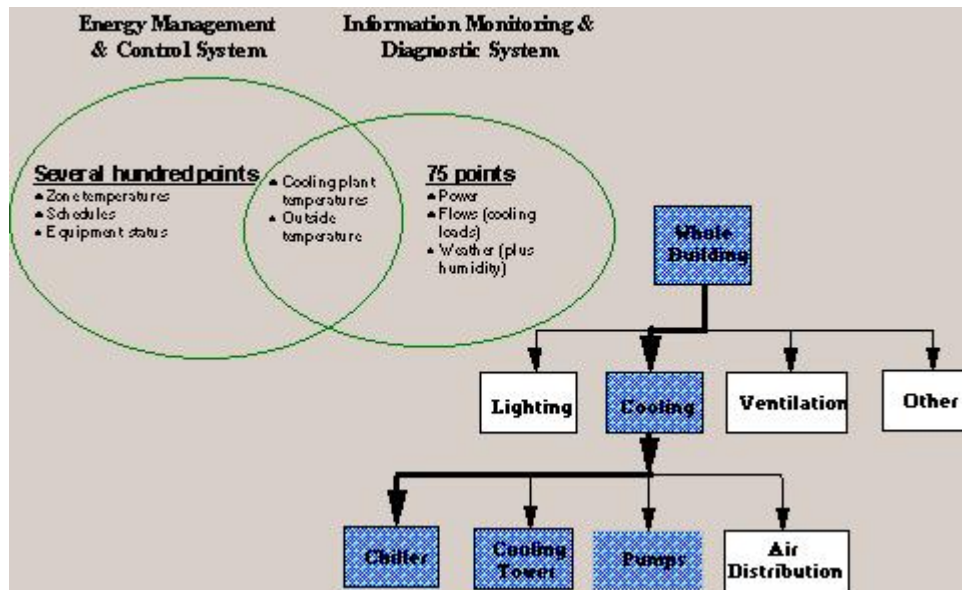 Energy Management
& Control System
Information Monitoring &
Diagnostic System
Several hundred points
Zone temperatures
Schedules
Equipment status
Cooling plant
temperatures
Outside
temperature
75 points
Power
Flows (cooling
loads)
Weather (plus
humidity)
Whole
Building
Lighting
Cooling
Ventilation
Other
Chiller
Cooling
Tower
Pumps
Air
Distribution